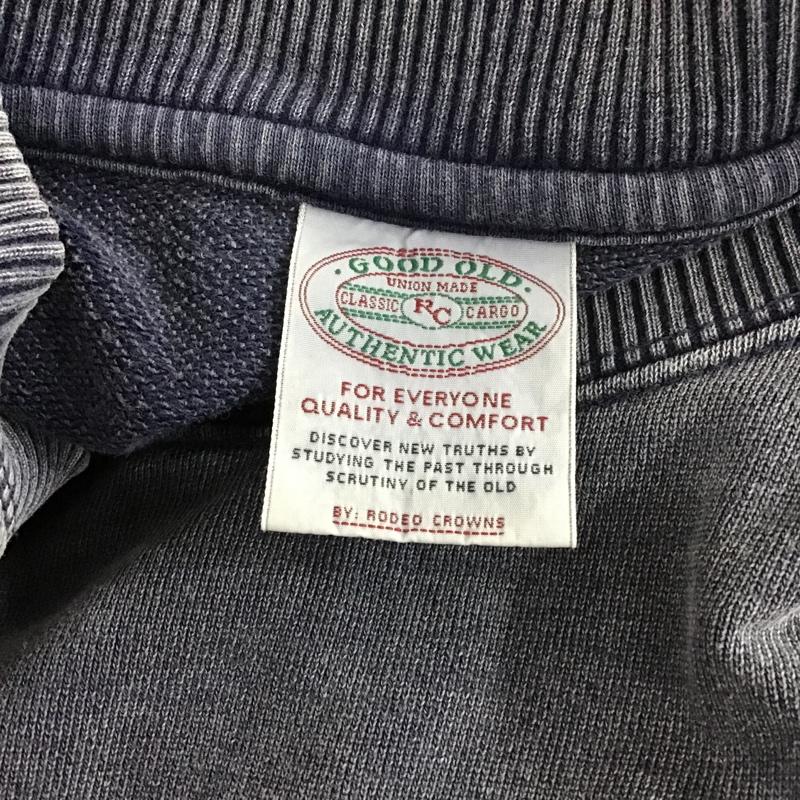 · GOOD OLD ·
UNION MADE
CLASSIC RC CARGO
AUTHENTIC WEAR
FOR EVERYONE
QUALITY & COMFORT
DISCOVER NEW TRUTHS BY
STUDYING THE PAST THROUGH
SCRUTINY OF THE OLD
BY: RODEO CROWNS